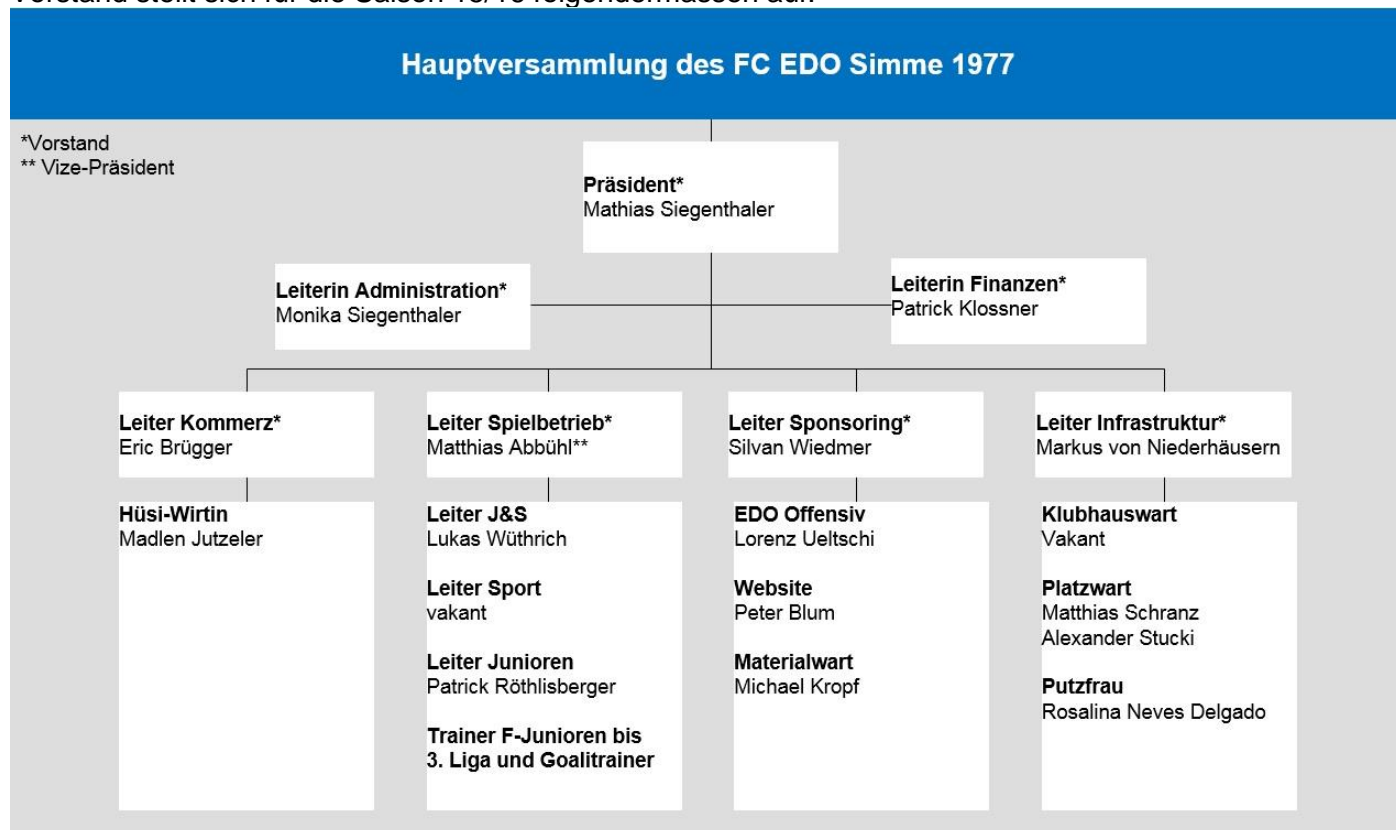 Hauptversammlung des FC EDO Simme 1977
*Vorstand
** Vize-Präsident
Präsident*
Mathias Siegenthaler
Leiterin Administration*
Monika Siegenthaler
Leiterin Finanzen*
Patrick Klossner
Leiter Kommerz*
Eric Brügger
Leiter Spielbetrieb*
Matthias Abbühl**
Leiter Sponsoring*
Silvan Wiedmer
Leiter Infrastruktur*
Markus von Niederhäusern
Hüsi-Wirtin
Madlen Jutzeler
Leiter J&S
Lukas Wüthrich
Leiter Sport
vakant
Leiter Junioren
Patrick Röthlisberger
Trainer F-Junioren bis
3. Liga und Goalitrainer
EDO Offensiv
Lorenz Ueltschi
Website
Peter Blum
Materialwart
Michael Kropf
Klubhauswart
Vakant
Platzwart
Matthias Schranz
Alexander Stucki
Putzfrau
Rosalina Neves Delgado